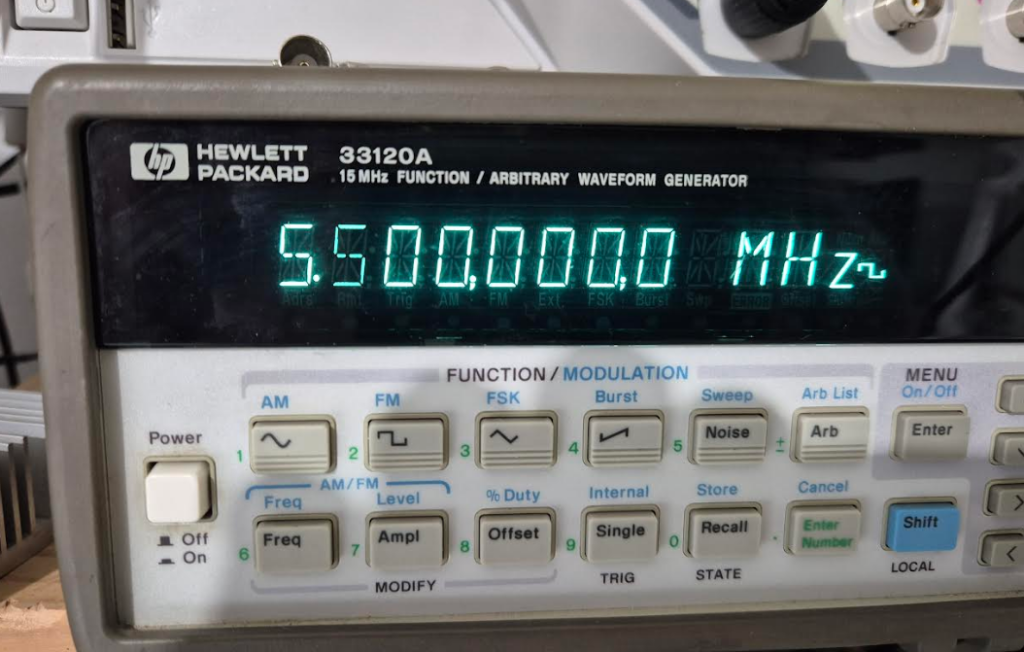 hp HEWLETT PACKARD 33120A
15 MHz FUNCTION / ARBITRARY WAVEFORM GENERATOR
5.500,000,0 MHz
Adrs Rmt Trig AM FM Ext FSK Burst Swp
FUNCTION / MODULATION
MENU
AM FM FSK Burst Sweep Arb List On/Off
Power
1 2 3 4 5 Noise ± Arb Enter
AM/FM
Freq Level % Duty Internal Store Cancel
6 Freq 7 Ampl 8 Offset 9 Single 0 Recall . Enter Number Shift
Off
On
MODIFY TRIG STATE LOCAL